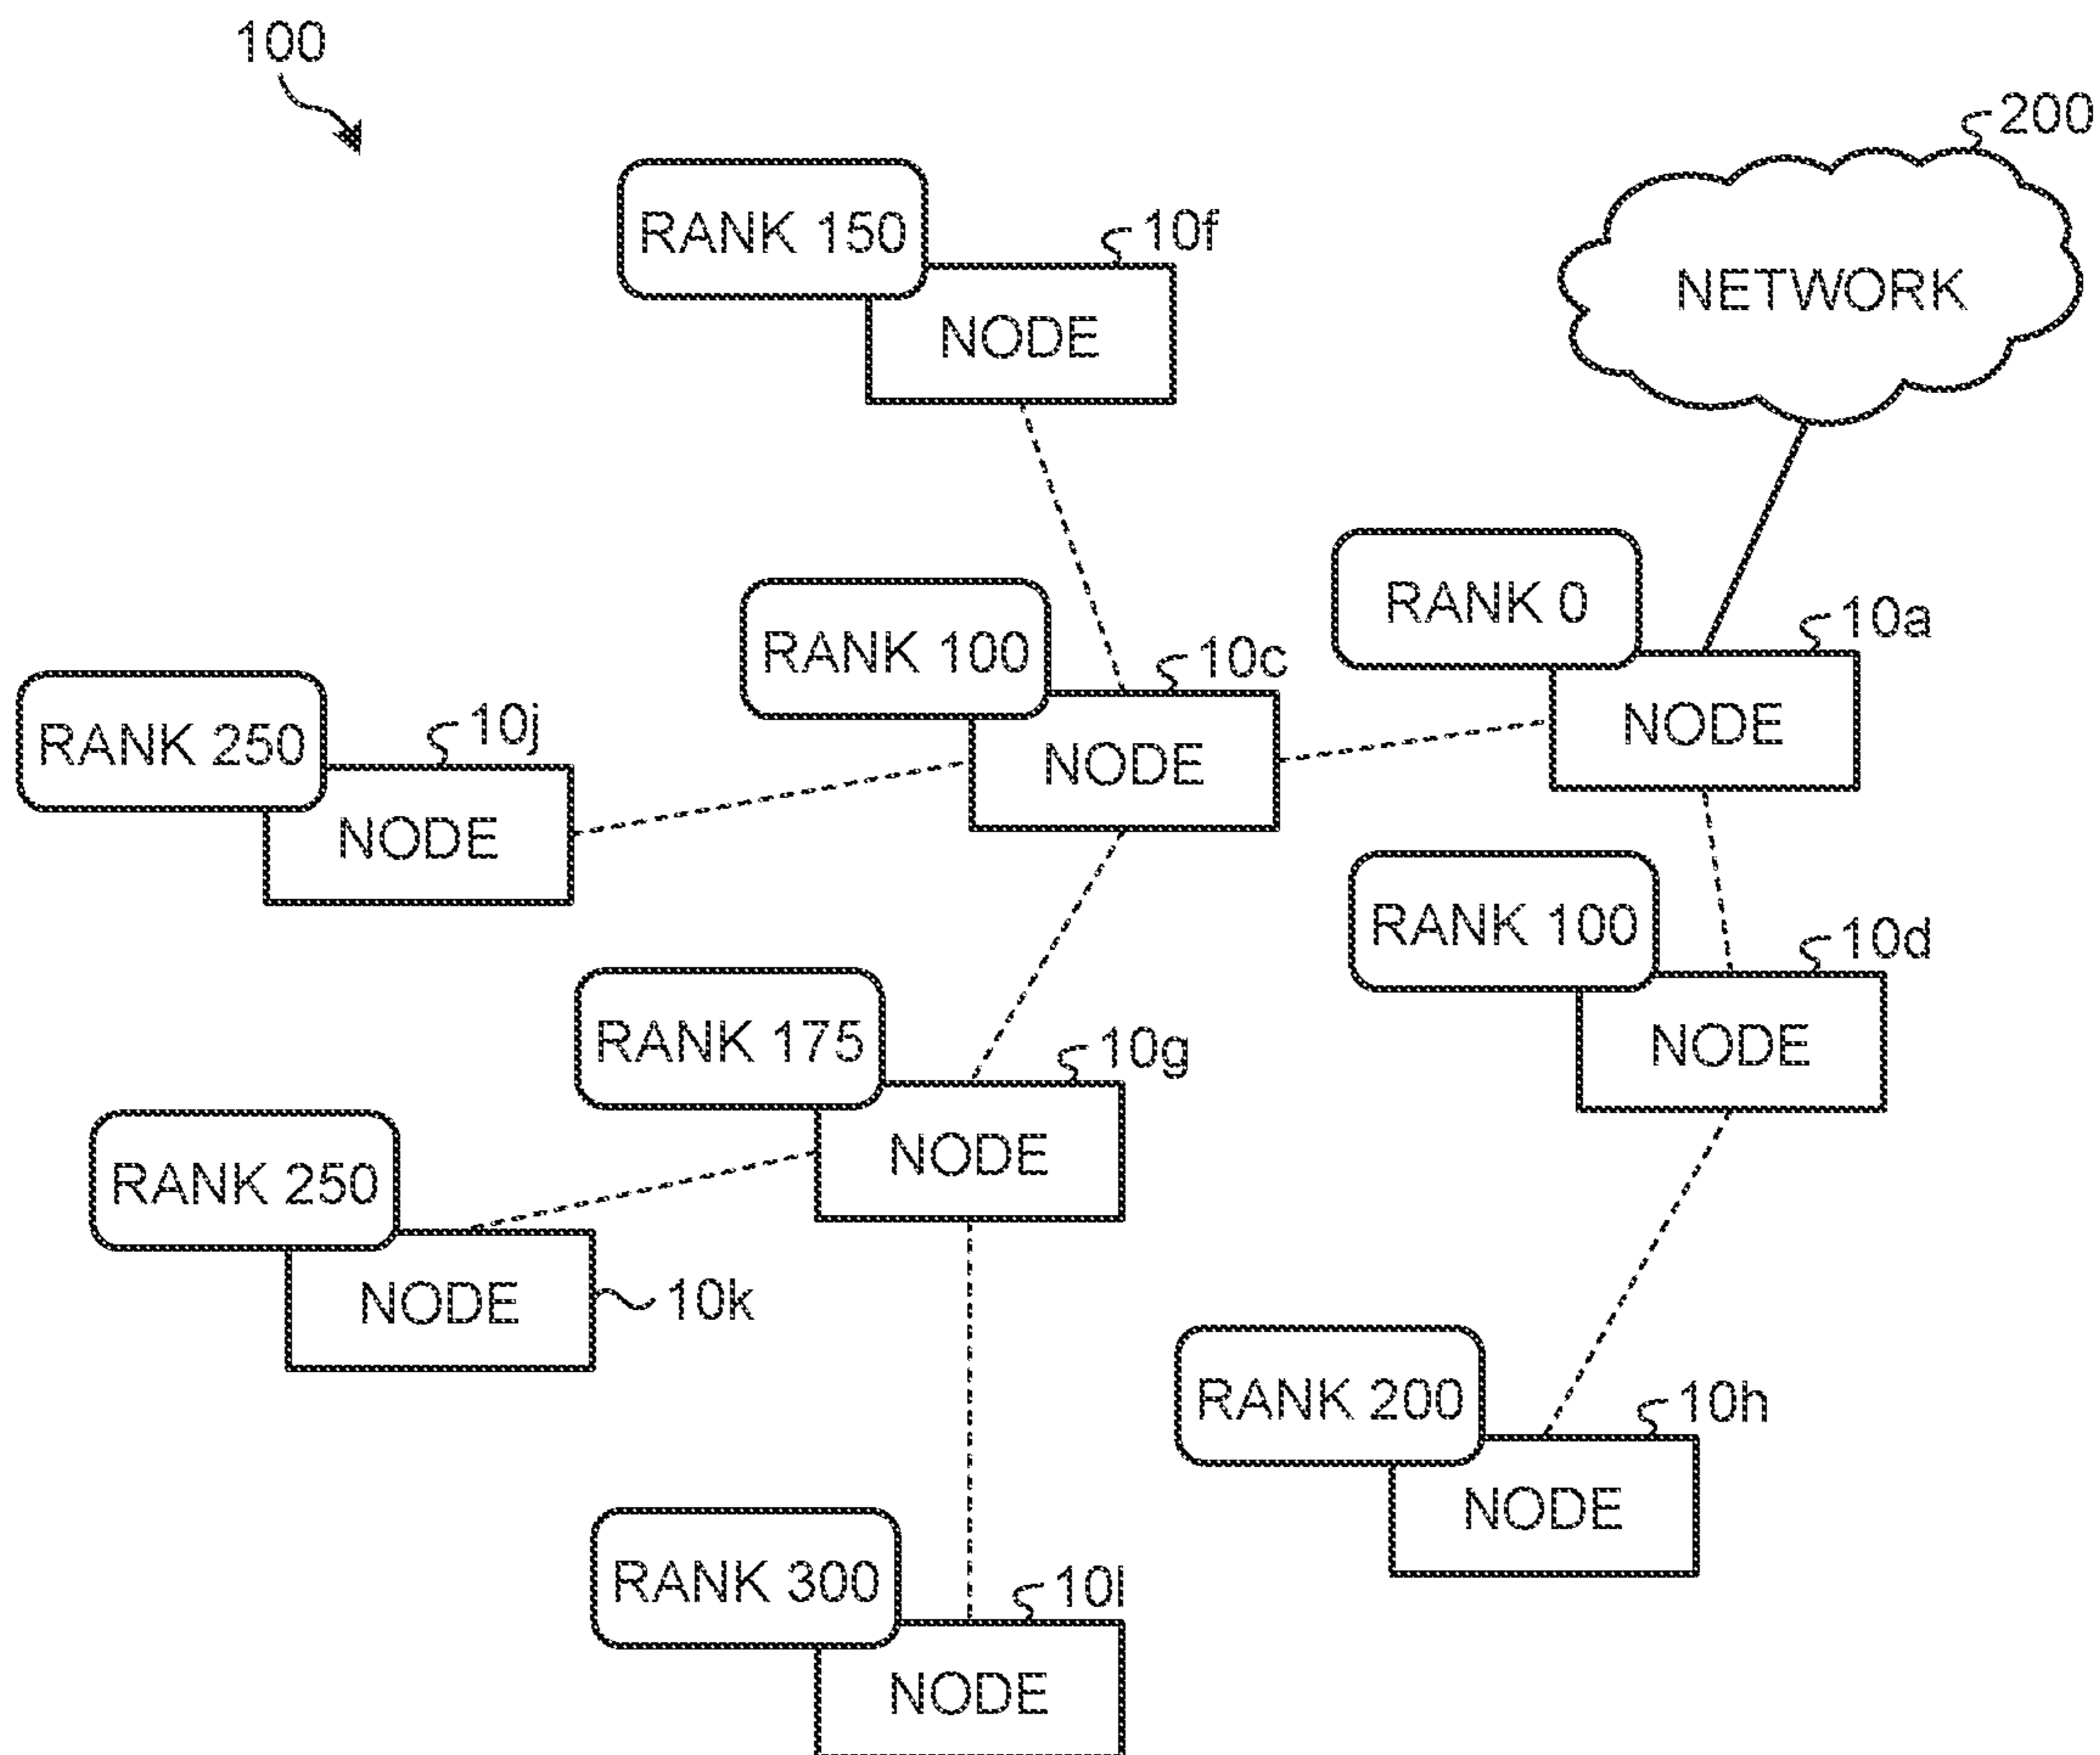 100
200
RANK 150
10f
NODE
NETWORK
RANK 0
10a
NODE
RANK 100
10c
NODE
RANK 250
10j
NODE
RANK 100
10d
NODE
RANK 175
10g
NODE
RANK 250
NODE
10k
RANK 200
10h
NODE
RANK 300
10l
NODE